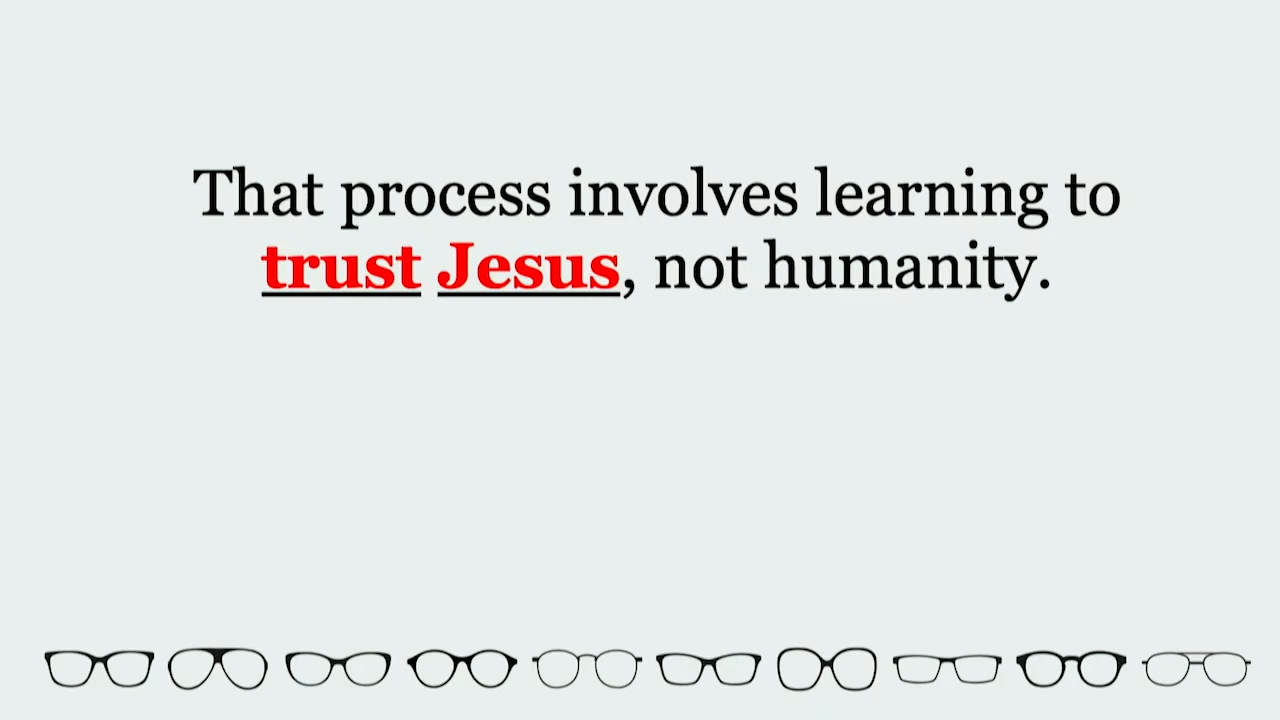 That process involves learning to
trust Jesus, not humanity.